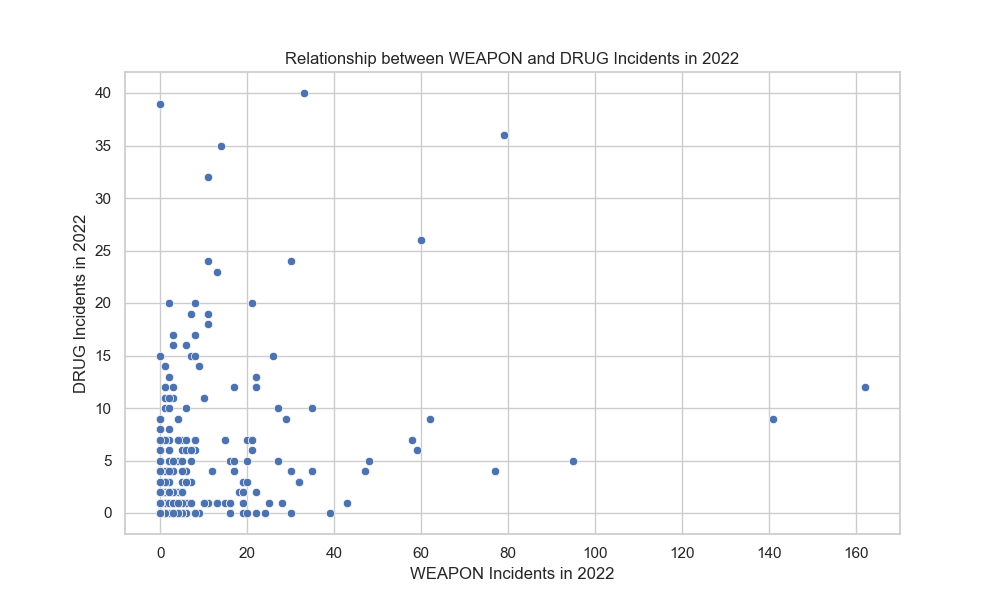 Relationship between WEAPON and DRUG Incidents in 2022
40
35
30
25
20
15
10
5
0
DRUG Incidents in 2022
0 20 40 60 80 100 120 140 160
WEAPON Incidents in 2022